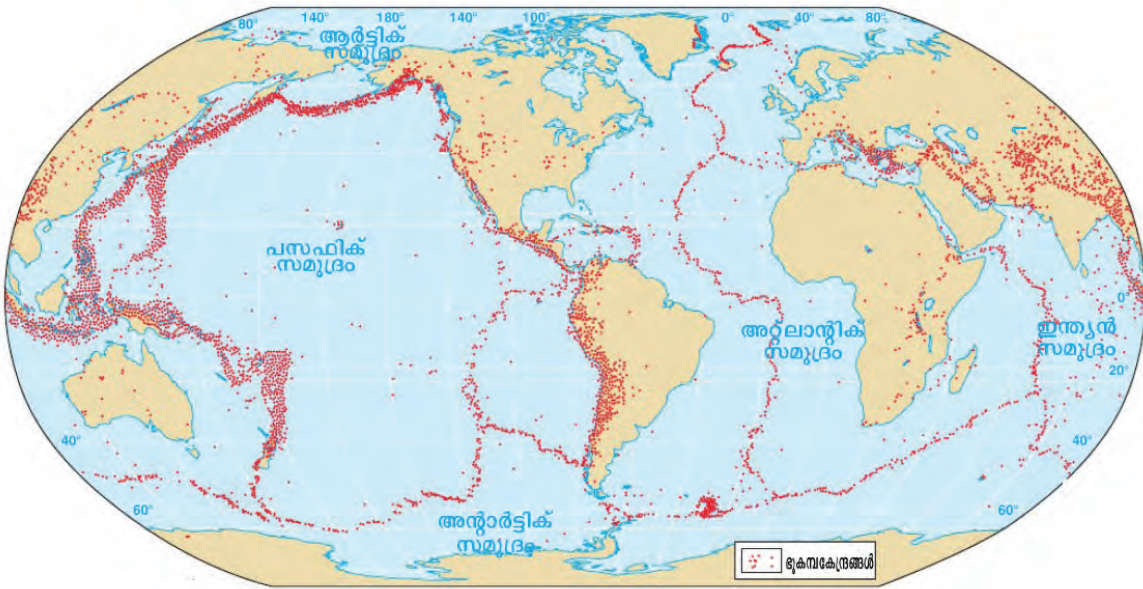 80° 140° 180° 140° 100° 0° 40° 80°
ആർട്ടിക്
സമുദ്രം
പസഫിക്
സമുദ്രം
അറ്റ്ലാന്റിക്
സമുദ്രം
ഇന്ത്യൻ
സമുദ്രം
0°
20°
40°
40°
60°
60°
അന്റാർട്ടിക്
സമുദ്രം
ഭൂകമ്പകേന്ദ്രങ്ങൾ